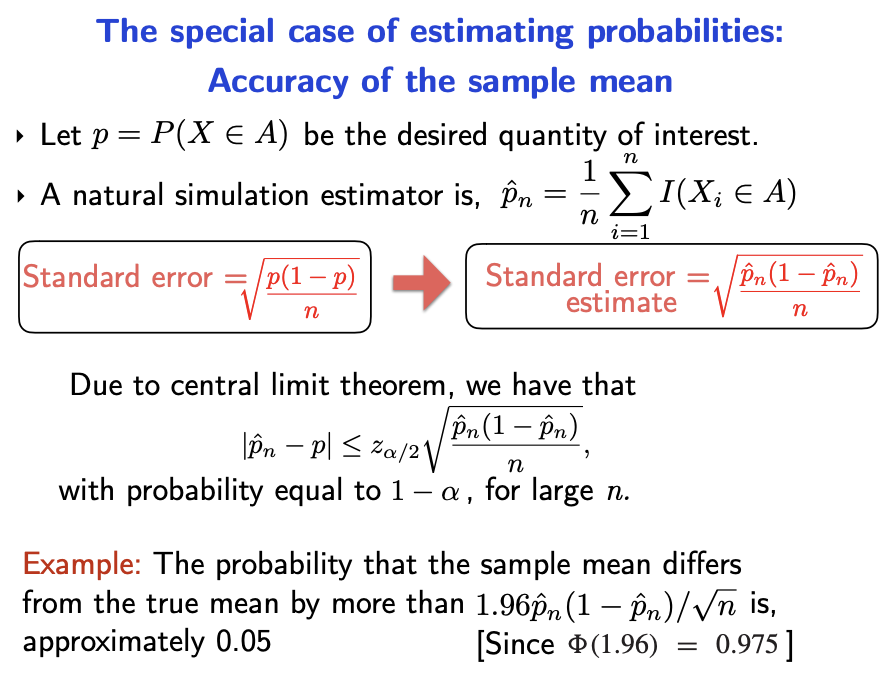 The special case of estimating probabilities:
Accuracy of the sample mean
‣ Let $p = P(X \in A)$ be the desired quantity of interest.
‣ A natural simulation estimator is, $\hat{p}_n = \frac{1}{n} \sum_{i=1}^{n} I(X_i \in A)$
Standard error = $\sqrt{\frac{p(1-p)}{n}}$
Standard error = $\sqrt{\frac{\hat{p}_n(1-\hat{p}_n)}{n}}$
estimate
Due to central limit theorem, we have that
$|\hat{p}_n - p| \leq z_{\alpha/2} \sqrt{\frac{\hat{p}_n(1-\hat{p}_n)}{n}},$
with probability equal to $1 - \alpha$, for large $n$.
Example: The probability that the sample mean differs
from the true mean by more than $1.96\hat{p}_n(1-\hat{p}_n)/\sqrt{n}$ is,
approximately 0.05 [Since $\Phi(1.96) = 0.975$]